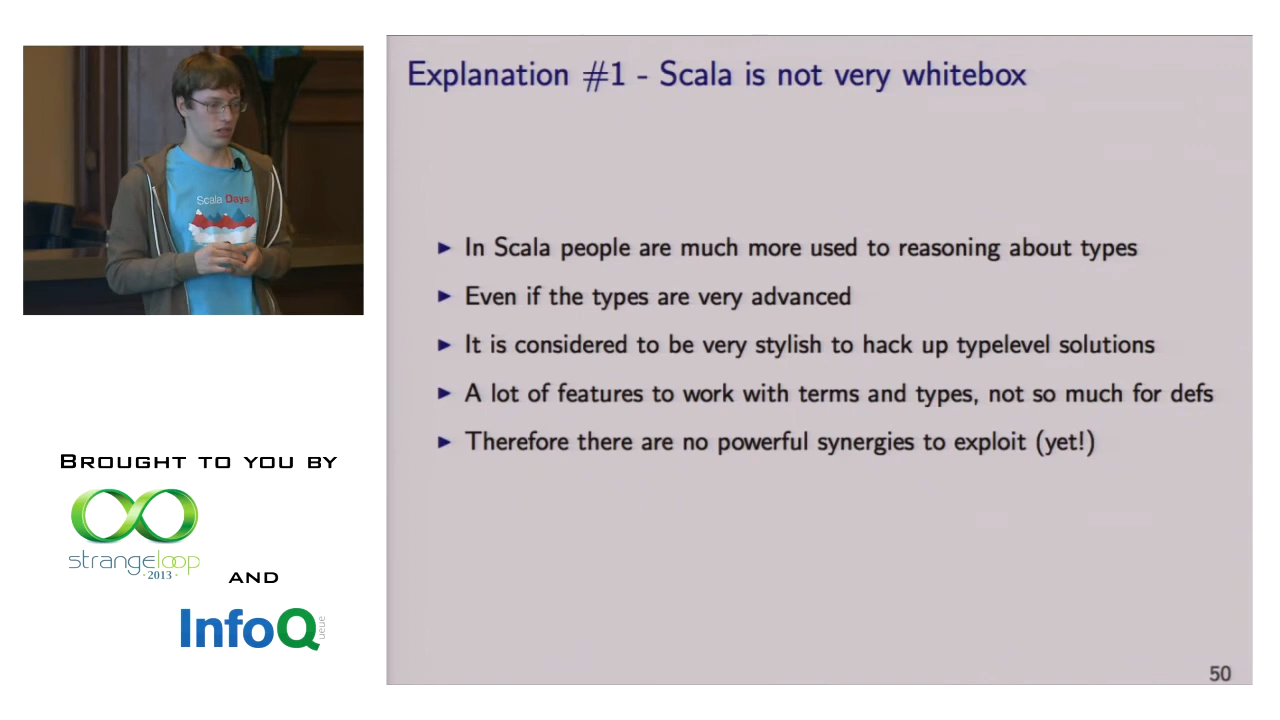 Scala Days
BROUGHT TO YOU BY
strangeloop
·2013·
AND
InfoQ
ueue
Explanation #1 - Scala is not very whitebox
► In Scala people are much more used to reasoning about types
► Even if the types are very advanced
► It is considered to be very stylish to hack up typelevel solutions
► A lot of features to work with terms and types, not so much for defs
► Therefore there are no powerful synergies to exploit (yet!)
50